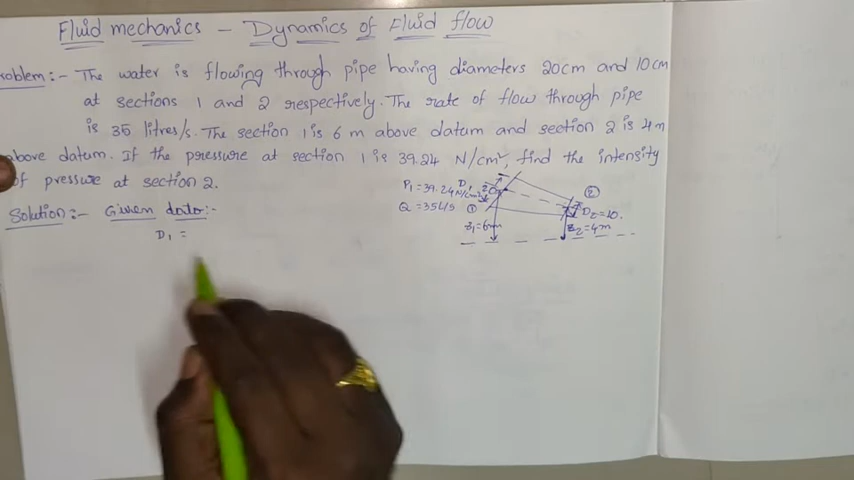 Fluid mechanics - Dynamics of Fluid flow
roblem:- The water is flowing through pipe having diameters 20cm and 10cm
at sections 1 and 2 respectively. The rate of flow through pipe
is 35 litres/s. The section 1 is 6 m above datum and section 2 is 4m
above datum. If the pressure at section 1 is 39.24 N/cm², find the intensity
of pressure at section 2.
P1 = 39.24 N/cm²
Q = 35 L/s
D1
20
①
Z1 = 6m
②
D2 = 10.
Z2 = 4m
Solution:- Given data:-
D1 =